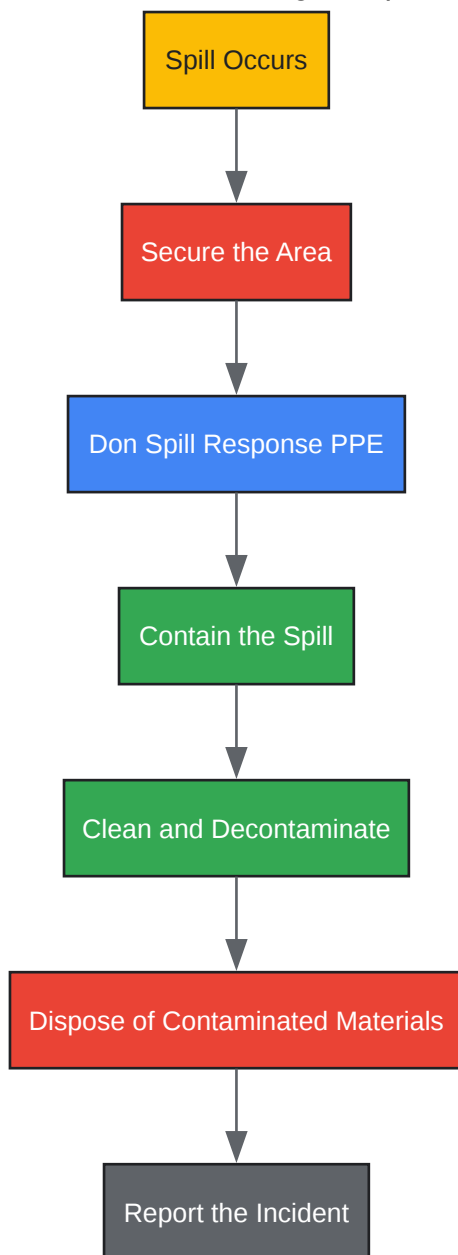 Spill Occurs
Secure the Area
Don Spill Response PPE
Contain the Spill
Clean and Decontaminate
Dispose of Contaminated Materials
Report the Incident